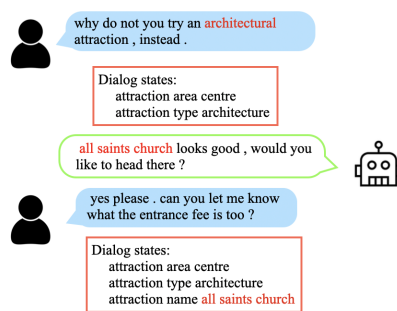 why do not you try an architectural
attraction , instead .
Dialog states:
attraction area centre
attraction type architecture
all saints church looks good , would you
like to head there ?
yes please . can you let me know
what the entrance fee is too ?
Dialog states:
attraction area centre
attraction type architecture
attraction name all saints church